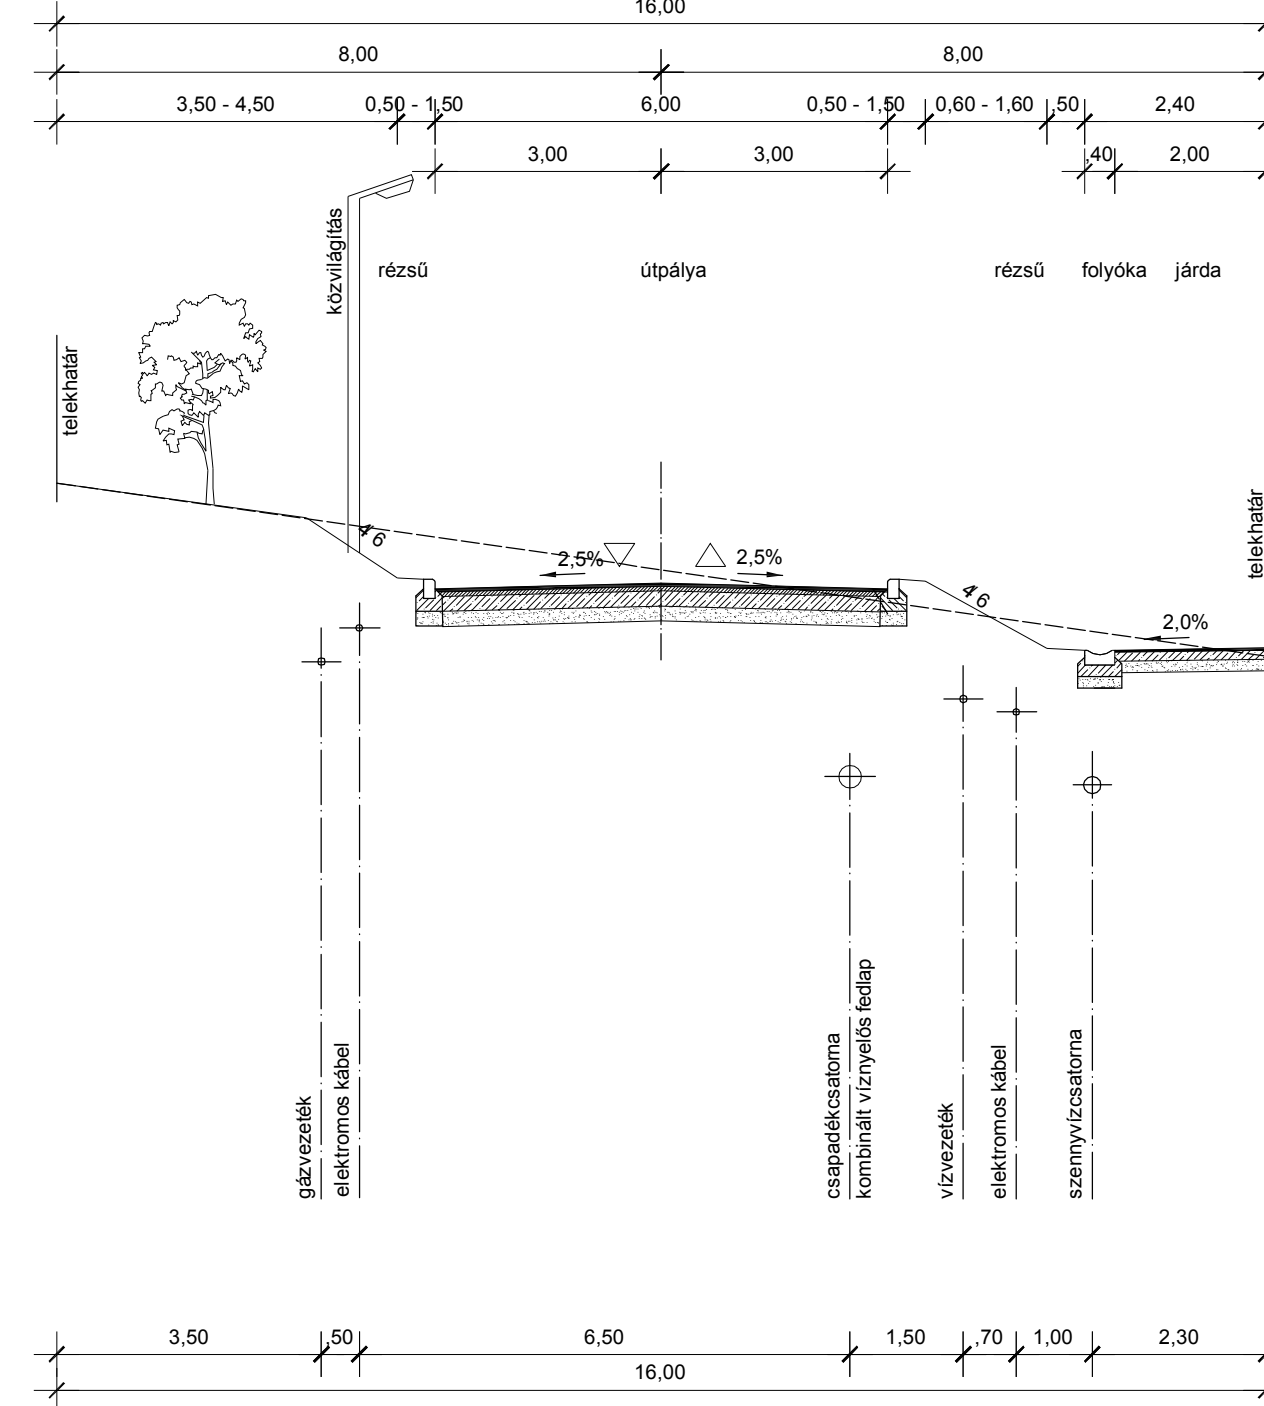 16,00
8,00
8,00
3,50 - 4,50
0,50 - 1,50
6,00
0,50 - 1,50
0,60 - 1,60
,50
2,40
3,00
3,00
,40
2,00
közvilágítás
rézsű
útpálya
rézsű
folyóka
járda
telekhatár
telekhatár
4
6
2,5%
2,5%
4
6
2,0%
gázvezeték
elektromos kábel
csapadékcsatorna
kombinált víznyelős fedlap
vízvezeték
elektromos kábel
szennyvízcsatorna
3,50
,50
6,50
1,50
,70
1,00
2,30
16,00